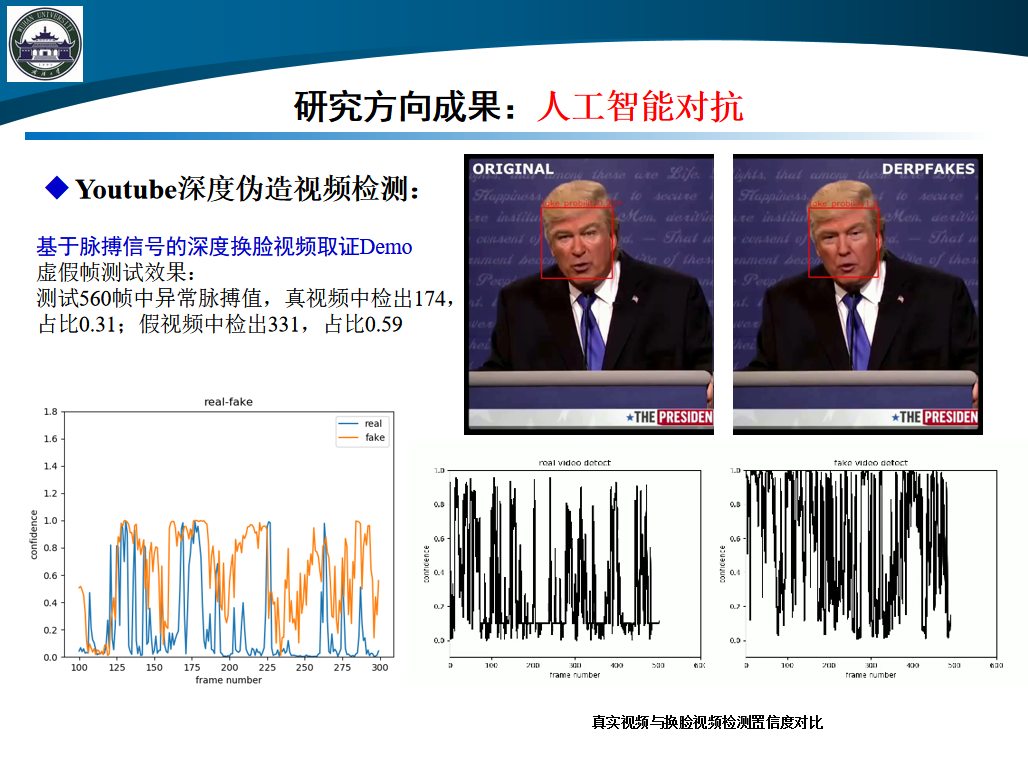 WUHAN UNIVERSITY
研究方向成果：人工智能对抗
Youtube深度伪造视频检测：
基于脉搏信号的深度换脸视频取证Demo
虚假帧测试效果：
测试560帧中异常脉搏值，真视频中检出174，
占比0.31；假视频中检出331，占比0.59
ORIGINAL
THE PRESIDEN
DERPFAKES
THE PRESIDEN
real-fake
real
fake
1.8
1.6
1.4
1.2
1.0
0.8
0.6
0.4
0.2
0.0
confidence
100 125 150 175 200 225 250 275 300
frame number
real video detect
1.0
0.8
0.6
0.4
0.2
0.0
confidence
0 100 200 300 400 500 600
frame number
fake video detect
1.0
0.8
0.6
0.4
0.2
0.0
confidence
0 100 200 300 400 500 600
frame number
真实视频与换脸视频检测置信度对比